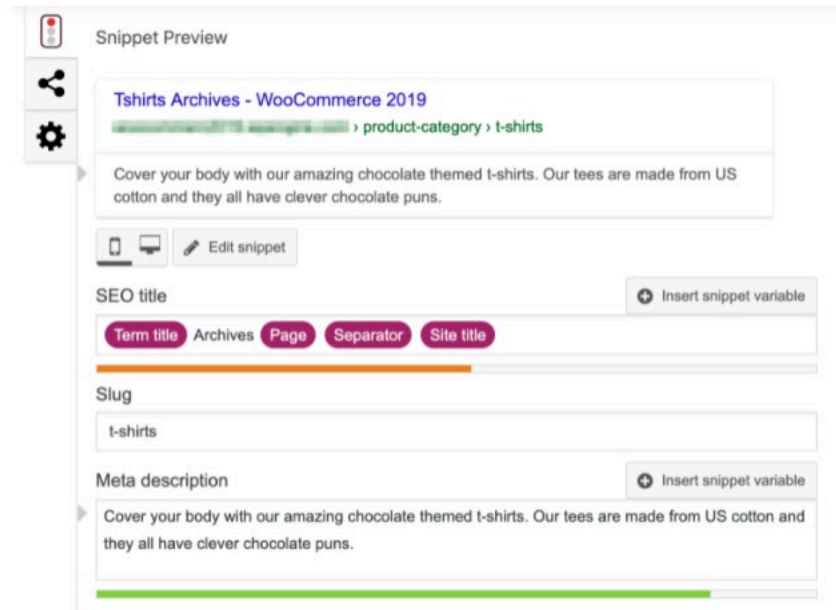 Snippet Preview
Tshirts Archives - WooCommerce 2019
› product-category › t-shirts
Cover your body with our amazing chocolate themed t-shirts. Our tees are made from US
cotton and they all have clever chocolate puns.
Edit snippet
SEO title
Insert snippet variable
Term title Archives Page Separator Site title
Slug
t-shirts
Meta description
Insert snippet variable
Cover your body with our amazing chocolate themed t-shirts. Our tees are made from US cotton and
they all have clever chocolate puns.